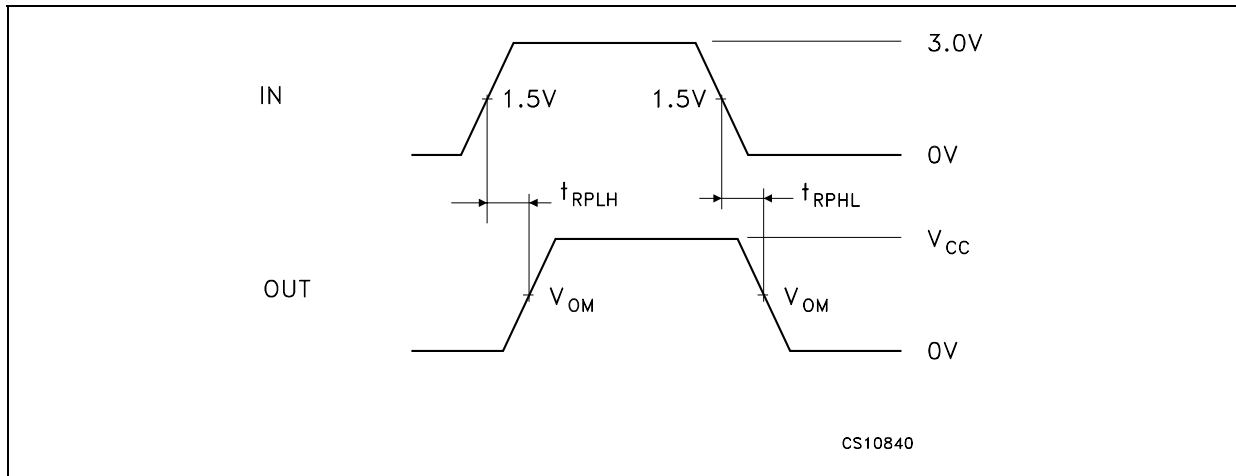 3.0V
IN
1.5V 1.5V
0V
tRPLH tRPHL
VCC
OUT
VOM VOM
0V
CS10840